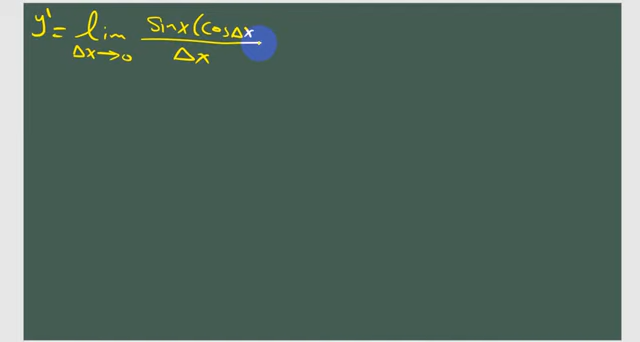 y' = lim sinx(cosΔx
Δx→0 Δx